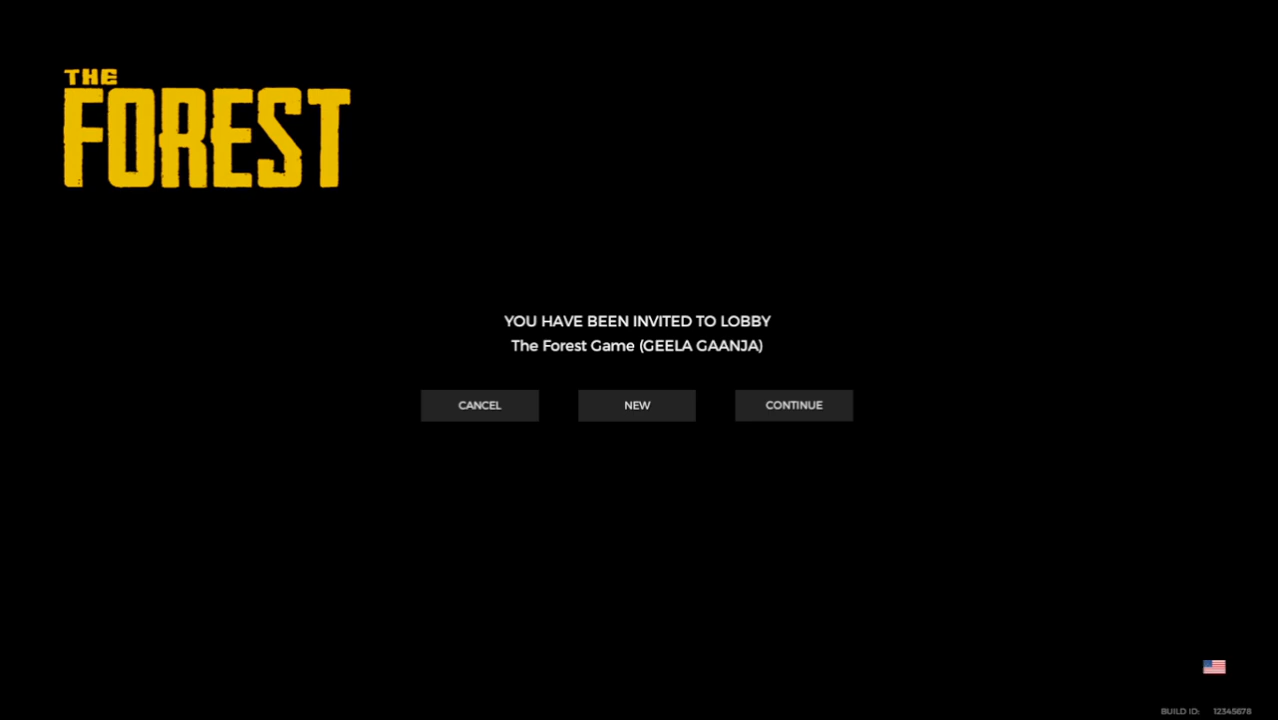 THE
FOREST
YOU HAVE BEEN INVITED TO LOBBY
The Forest Game (GEELA GAANJA)
CANCEL NEW CONTINUE
BUILD ID: 12345678